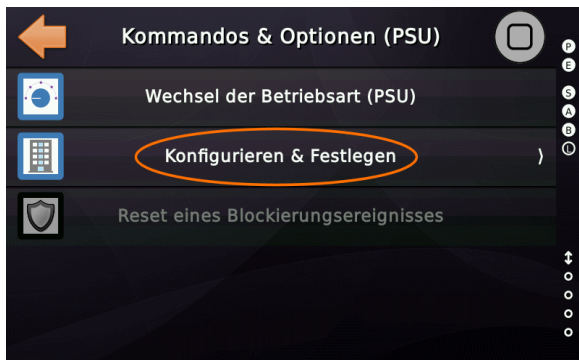 Kommandos & Optionen (PSU)
Wechsel der Betriebsart (PSU)
Konfigurieren & Festlegen
Reset eines Blockierungsereignisses
P
E
S
A
B
L